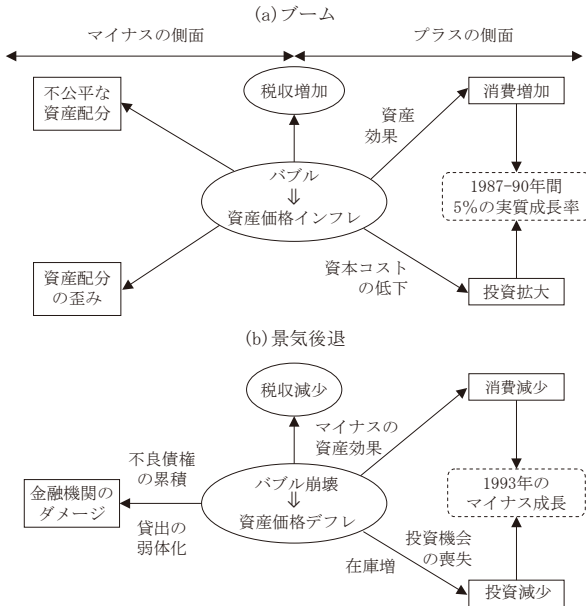 (a)ブーム
マイナスの側面
プラスの側面
不公平な
資産配分
税収増加
消費増加
資産
効果
バブル
⇓
資産価格インフレ
1987-90年間
5%の実質成長率
資産配分
の歪み
資本コスト
の低下
投資拡大
(b)景気後退
税収減少
消費減少
マイナスの
資産効果
不良債権
の累積
金融機関の
ダメージ
バブル崩壊
⇓
資産価格デフレ
1993年の
マイナス成長
貸出の
弱体化
投資機会
の喪失
在庫増
投資減少